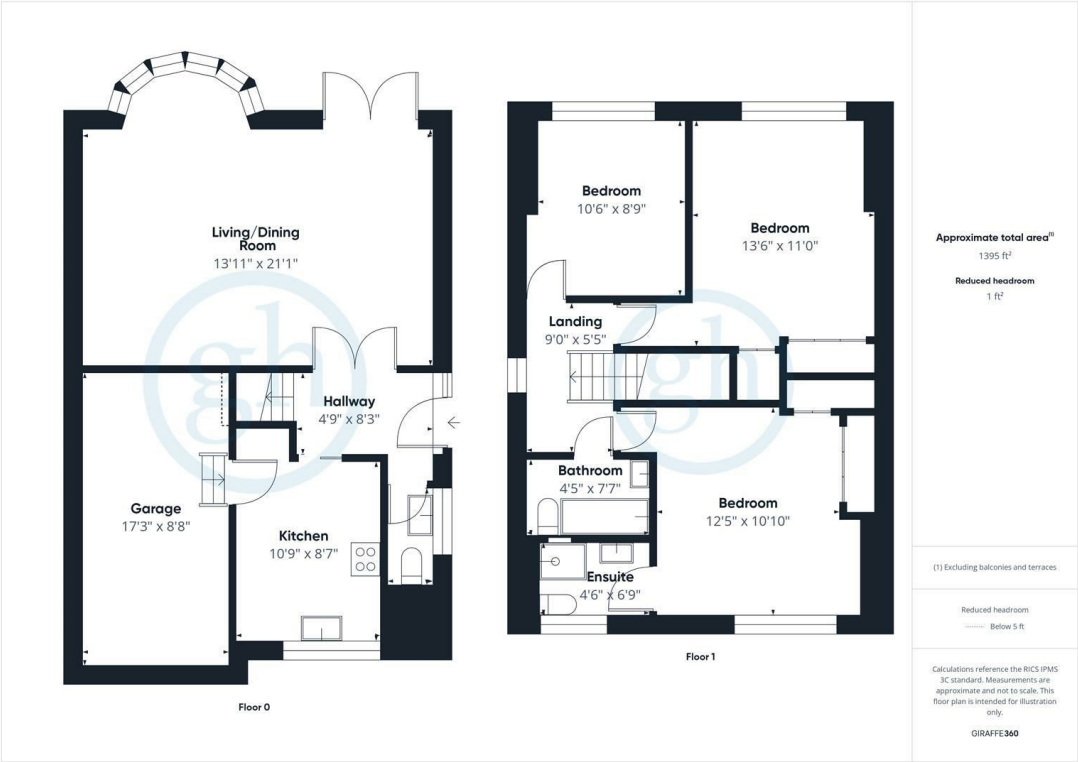 Living/Dining
Room
13'11" x 21'1"
Hallway
4'9" x 8'3"
Garage
17'3" x 8'8"
Kitchen
10'9" x 8'7"
Floor 0
gh
Bedroom
10'6" x 8'9"
Bedroom
13'6" x 11'0"
Landing
9'0" x 5'5"
Bathroom
4'5" x 7'7"
Bedroom
12'5" x 10'10"
Ensuite
4'6" x 6'9"
Floor 1
gh
Approximate total area(1)
1395 ft²
Reduced headroom
1 ft²
(1) Excluding balconies and terraces
Reduced headroom
Below 5 ft
Calculations reference the RICS IPMS
3C standard. Measurements are
approximate and not to scale. This
floor plan is intended for illustration
only.
GIRAFFE360